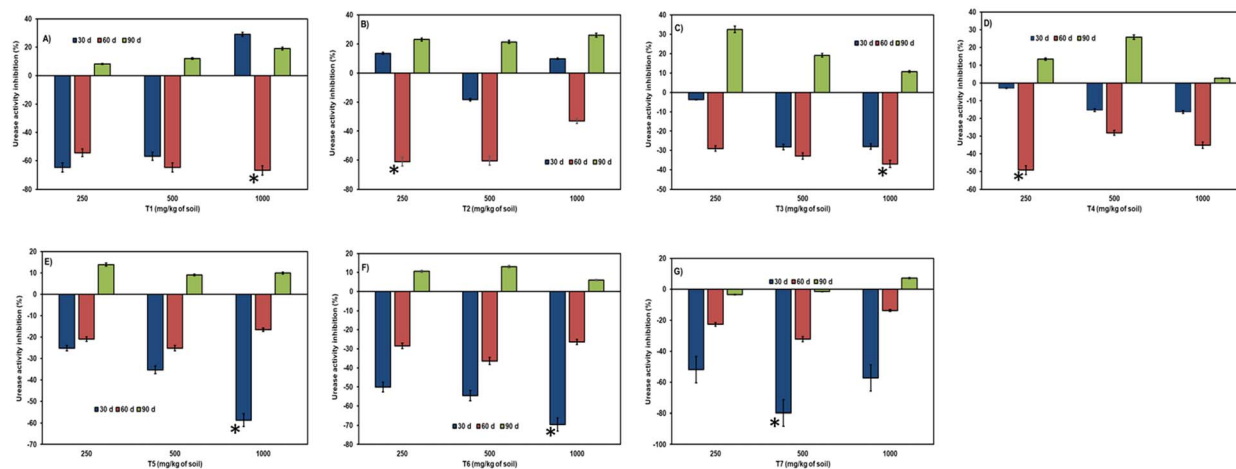 A)
30 d 60 d 90 d
Urease activity inhibition (%)
40
20
0
-20
-40
-60
-80
*
250 500 1000
T1 (mg/kg of soil)
B)
Urease activity inhibition (%)
40
20
0
-20
-40
-60
-80
30 d 60 d 90 d
*
250 500 1000
T2 (mg/kg of soil)
C)
30 d 60 d 90 d
Urease activity inhibition (%)
40
30
20
10
0
-10
-20
-30
-40
-50
*
250 500 1000
T3 (mg/kg of soil)
D)
30 d 60 d 90 d
Urease activity inhibition (%)
40
30
20
10
0
-10
-20
-30
-40
-50
-60
*
250 500 1000
T4 (mg/kg of soil)
E)
Urease activity inhibition (%)
20
10
0
-10
-20
-30
-40
-50
-60
-70
30 d 60 d 90 d
*
250 500 1000
T5 (mg/kg of soil)
F)
Urease activity inhibition (%)
20
10
0
-10
-20
-30
-40
-50
-60
-70
-80
30 d 60 d 90 d
*
250 500 1000
T6 (mg/kg of soil)
G)
30 d 60 d 90 d
Urease activity inhibition (%)
20
0
-20
-40
-60
-80
-100
*
250 500 1000
T7 (mg/kg of soil)